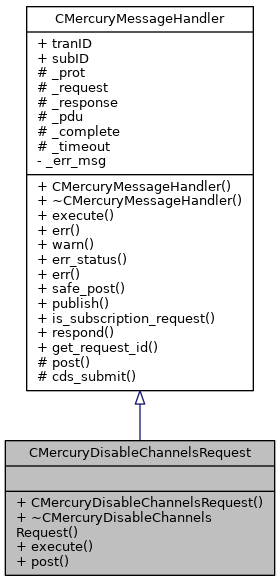 CMercuryMessageHandler
+ tranID
+ subID
# _prot
# _request
# _response
# _pdu
# _complete
# _timeout
- _err_msg
+ CMercuryMessageHandler()
+ ~CMercuryMessageHandler()
+ execute()
+ err()
+ warn()
+ err_status()
+ err()
+ safe_post()
+ publish()
+ is_subscription_request()
+ respond()
+ get_request_id()
# post()
# cds_submit()
CMercuryDisableChannelsRequest
+ CMercuryDisableChannelsRequest()
+ ~CMercuryDisableChannels
Request()
+ execute()
+ post()